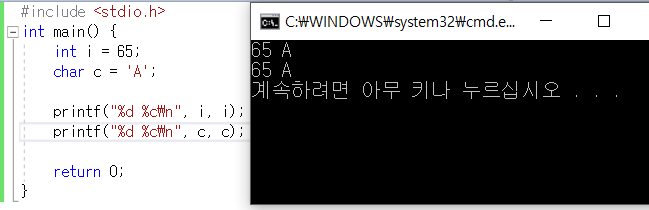 #include <stdio.h>
int main() {
    int i = 65;
    char c = 'A';
    printf("%d %c₩n", i, i);
    printf("%d %c₩n", c, c);
    return 0;
}
C:₩WINDOWS₩system32₩cmd.e...
65 A
65 A
계속하려면 아무 키나 누르십시오 . . .